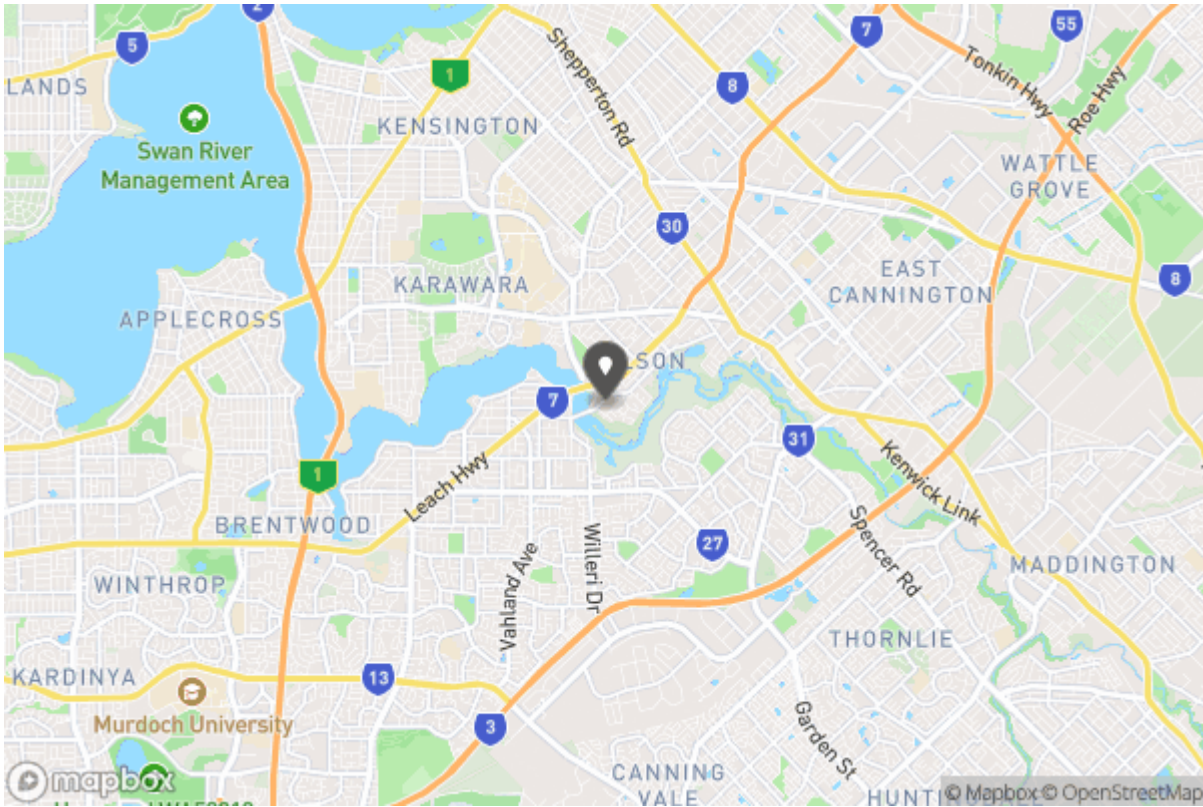 2
5
7
55
Shepperton Rd
Tonkin Hwy
LANDS
1
8
Roe Hwy
KENSINGTON
Swan River
Management Area
WATTLE
GROVE
30
EAST
CANNINGTON
8
KARAWARA
APPLECROSS
LSON
7
31
Leach Hwy
1
Kenwick Link
BRENTWOOD
Spencer Rd
Willeri Dr
27
Vahland Ave
MADDINGTON
WINTHROP
THORNLIE
KARDINYA
13
Murdoch University
3
Garden St
CANNING
VALE
mapbox
© Mapbox © OpenStreetMap
HUNTI